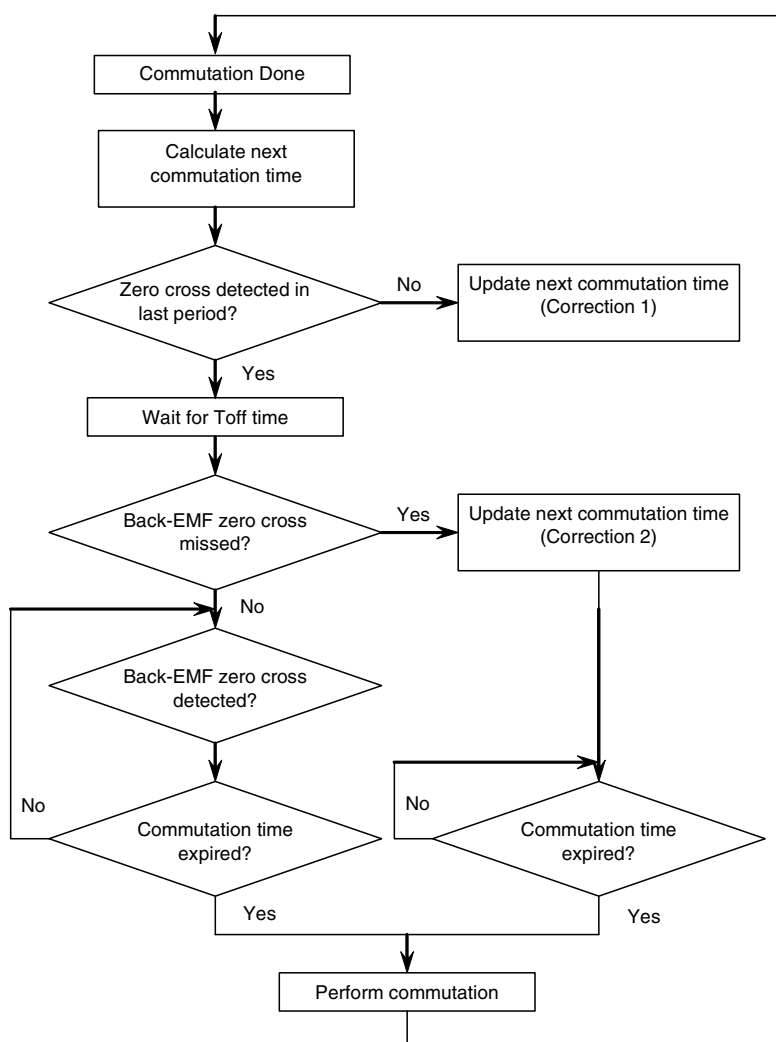 Commutation Done
Calculate next
commutation time
Zero cross detected in
last period?
No
Update next commutation time
(Correction 1)
Yes
Wait for Toff time
Back-EMF zero cross
missed?
Yes
Update next commutation time
(Correction 2)
No
Back-EMF zero cross
detected?
No
Commutation time
expired?
No
Commutation time
expired?
Yes
Yes
Perform commutation